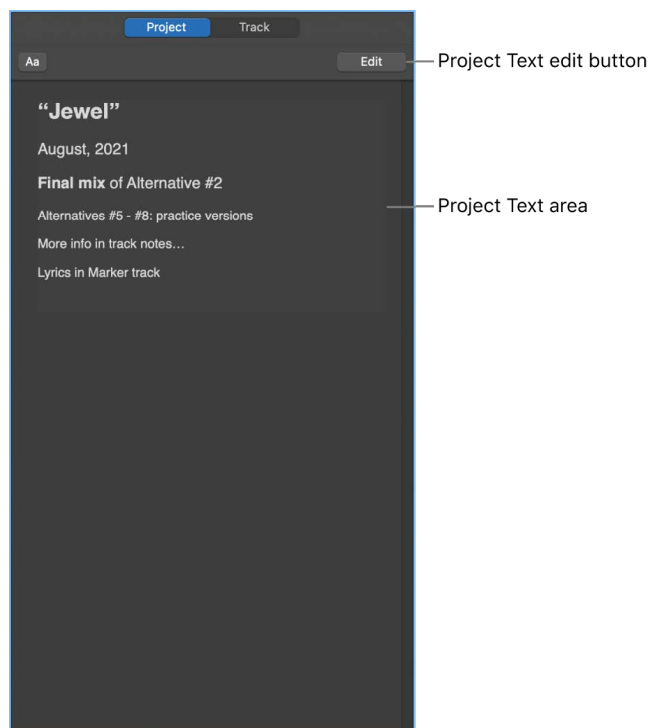 Project Track
Aa Edit
Project Text edit button
“Jewel”
August, 2021
Final mix of Alternative #2
Alternatives #5 - #8: practice versions
Project Text area
More info in track notes…
Lyrics in Marker track